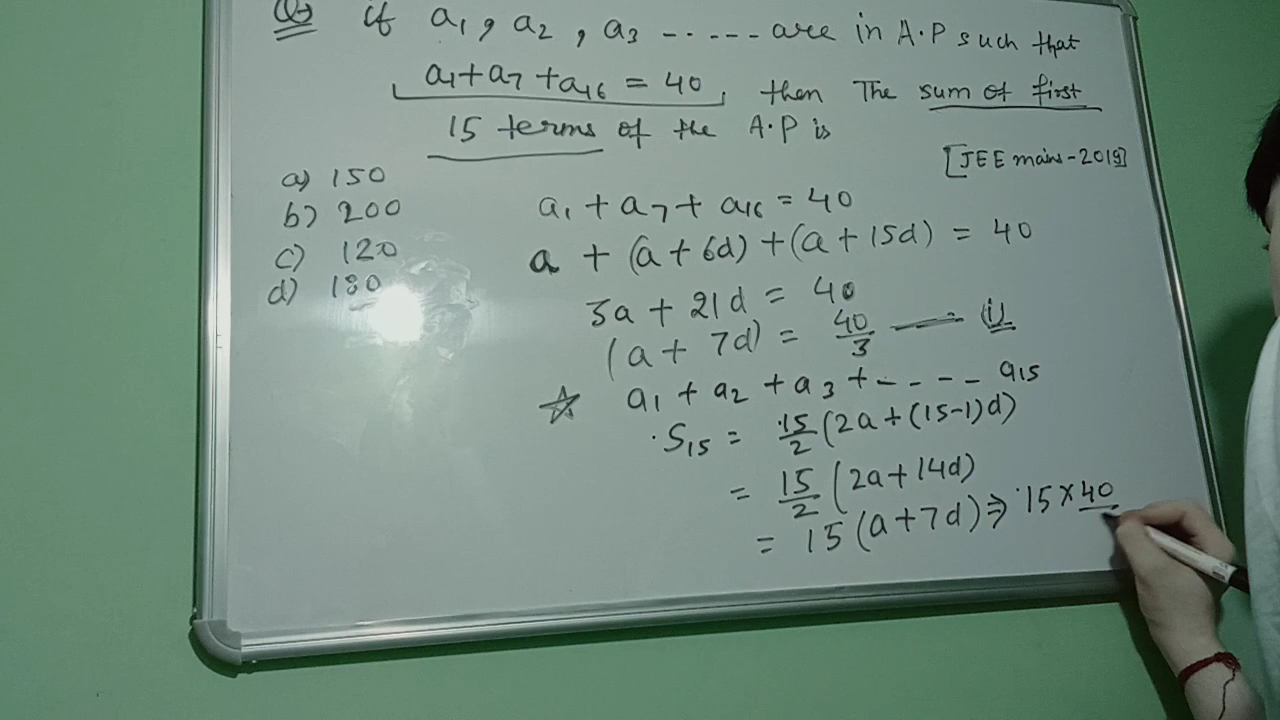 Q→ if a₁, a₂, a₃ ------ are in A.P such that
a₁+a₇+a₁₆ = 40, then The sum of first
15 terms of the A.P is
[JEE mains-2019]
a) 150
b) 200
c) 120
d) 180
a₁ + a₇ + a₁₆ = 40
a + (a + 6d) + (a + 15d) = 40
3a + 21d = 40
(a + 7d) = 40/3 — (i)
☆ a₁ + a₂ + a₃ + ---- a₁₅
S₁₅ = 15/2 (2a + (15-1)d)
= 15/2 (2a + 14d)
= 15 (a + 7d) ⇒ 15 × 40